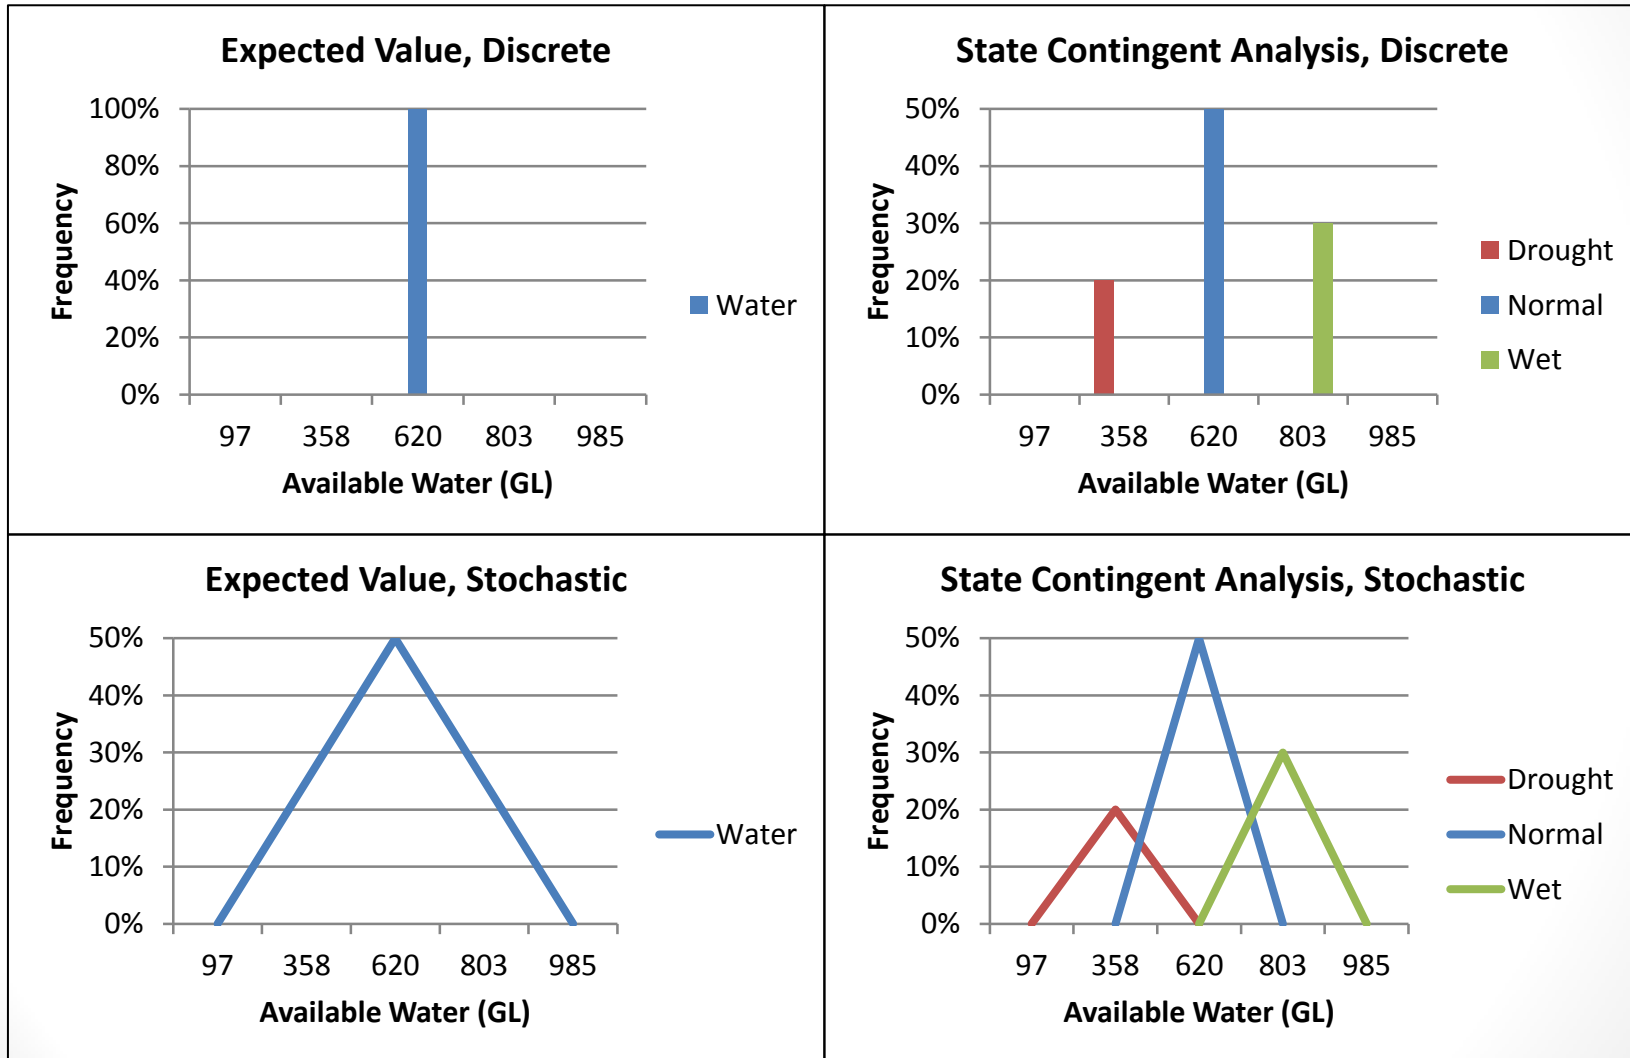 Expected Value, Discrete
100%
80%
60%
40%
20%
0%
Frequency
97 358 620 803 985
Available Water (GL)
Water
State Contingent Analysis, Discrete
50%
40%
30%
20%
10%
0%
Frequency
97 358 620 803 985
Available Water (GL)
Drought
Normal
Wet
Expected Value, Stochastic
50%
40%
30%
20%
10%
0%
Frequency
97 358 620 803 985
Available Water (GL)
Water
State Contingent Analysis, Stochastic
50%
40%
30%
20%
10%
0%
Frequency
97 358 620 803 985
Available Water (GL)
Drought
Normal
Wet